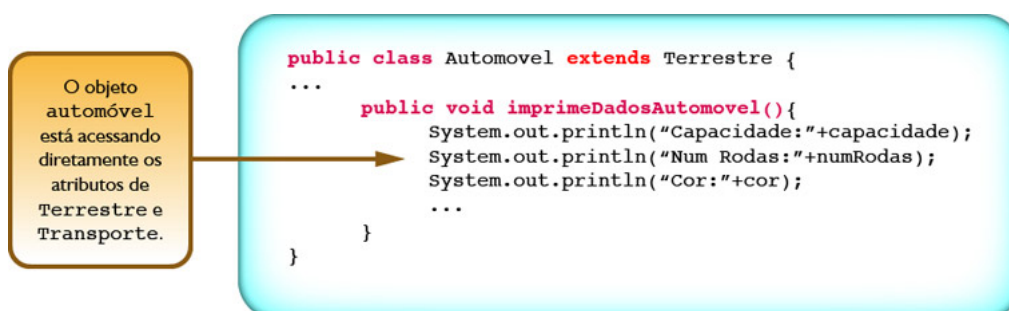 O objeto
automóvel
está acessando
diretamente os
atributos de
Terrestre e
Transporte.
public class Automovel extends Terrestre {
...
public void imprimeDadosAutomovel(){
System.out.println(“Capacidade:”+capacidade);
System.out.println(“Num Rodas:”+numRodas);
System.out.println(“Cor:”+cor);
...
}
}